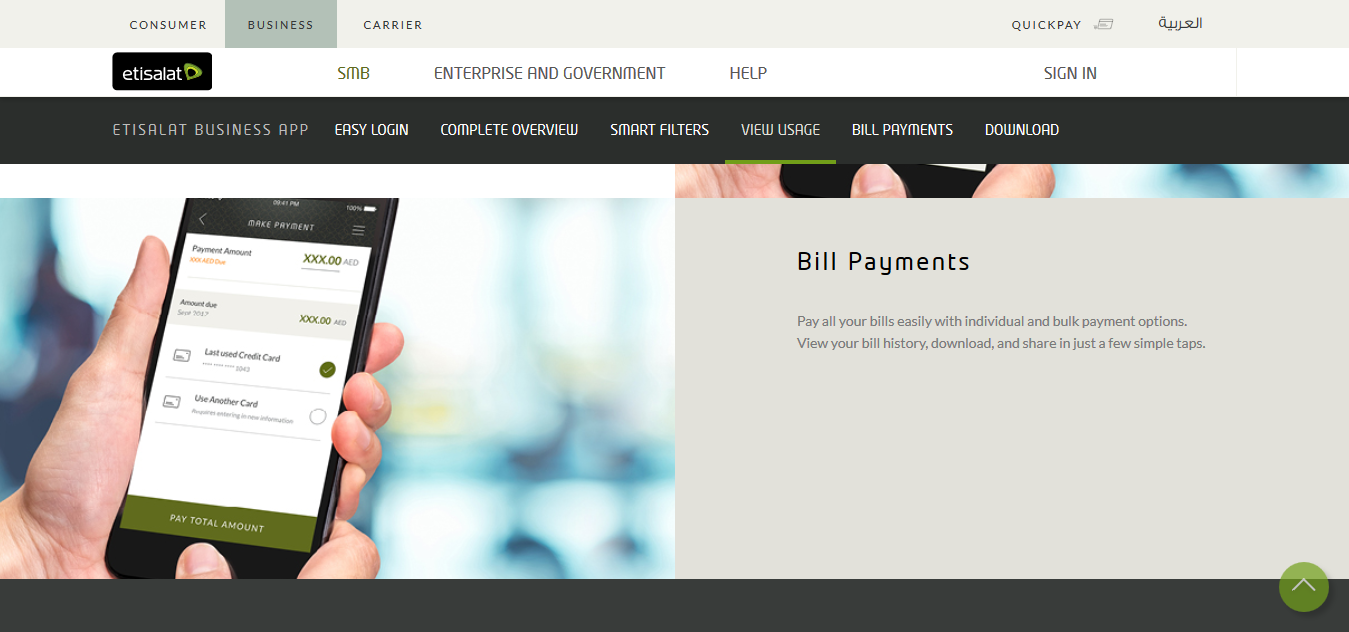 CONSUMER
BUSINESS
CARRIER
QUICKPAY
العربية
etisalat
SMB
ENTERPRISE AND GOVERNMENT
HELP
SIGN IN
ETISALAT BUSINESS APP
EASY LOGIN
COMPLETE OVERVIEW
SMART FILTERS
VIEW USAGE
BILL PAYMENTS
DOWNLOAD
09:41 PM
100%
MAKE PAYMENT
Payment Amount
XXX.00 AED
XXX AED Due
Amount due
Sept 2017
XXX.00 AED
Last used Credit Card
**** **** **** 1043
Use Another Card
Requires entering in new information
PAY TOTAL AMOUNT
Bill Payments
Pay all your bills easily with individual and bulk payment options.
View your bill history, download, and share in just a few simple taps.